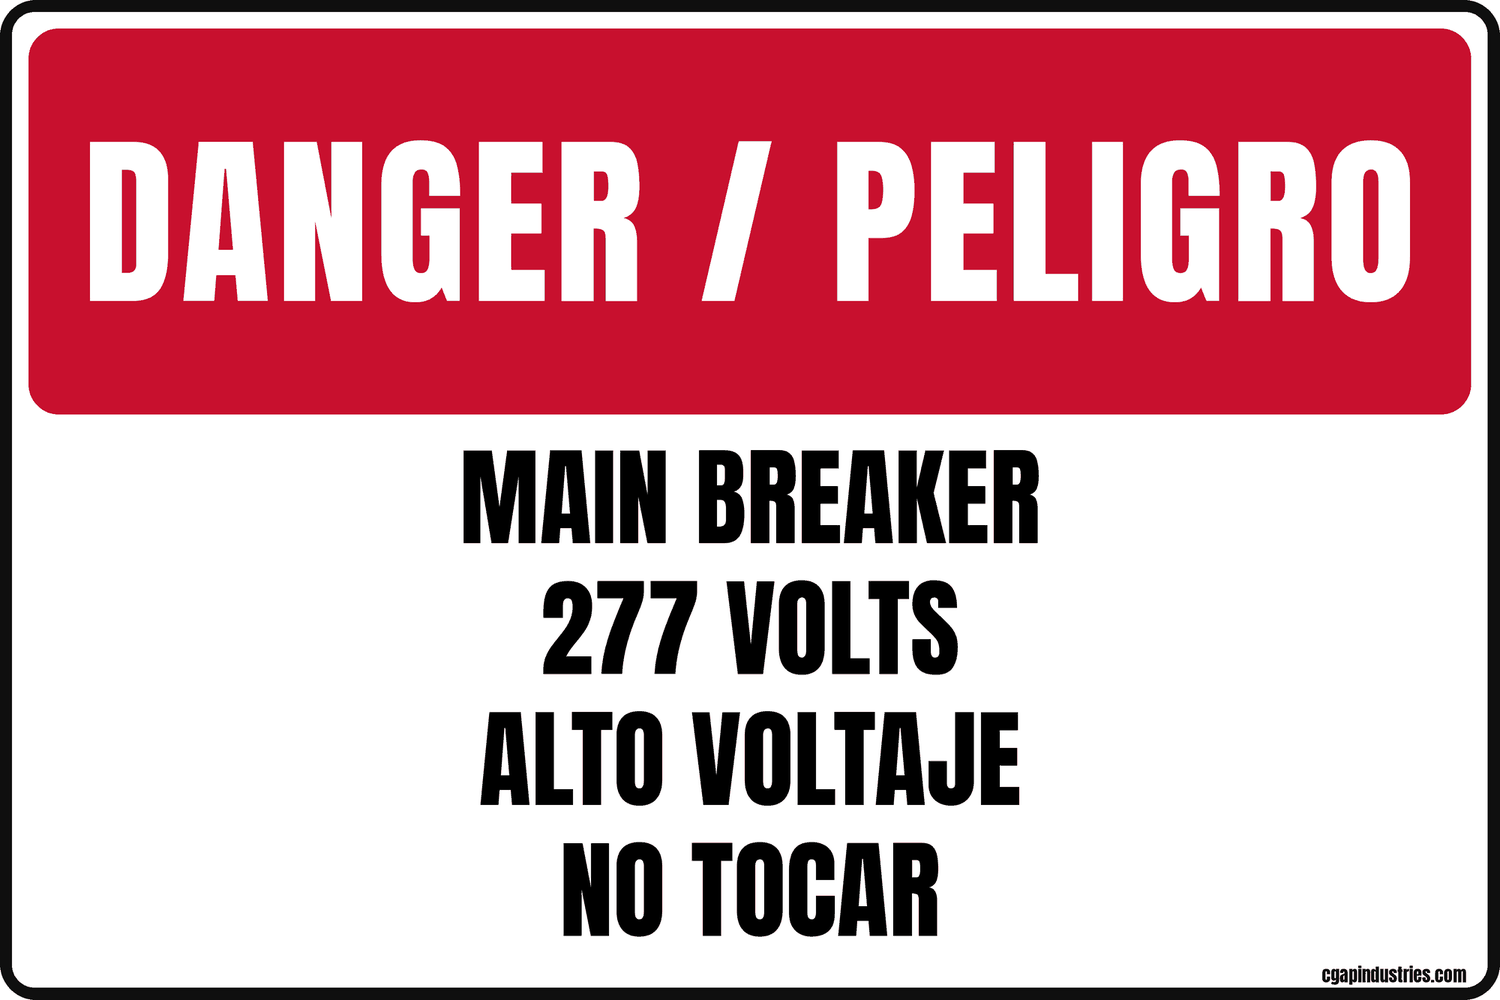 DANGER / PELIGRO
MAIN BREAKER
277 VOLTS
ALTO VOLTAJE
NO TOCAR
cgapindustries.com